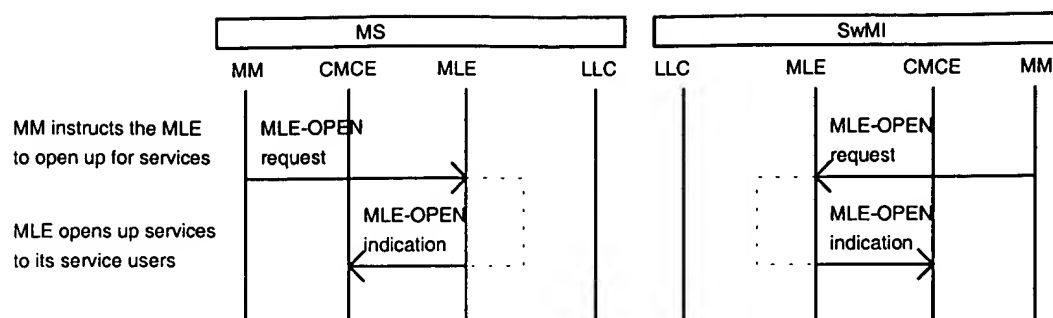 MS
SwMI
MM
CMCE
MLE
LLC
LLC
MLE
CMCE
MM
MM instructs the MLE
to open up for services
MLE-OPEN
request
MLE-OPEN
request
MLE opens up services
to its service users
MLE-OPEN
indication
MLE-OPEN
indication